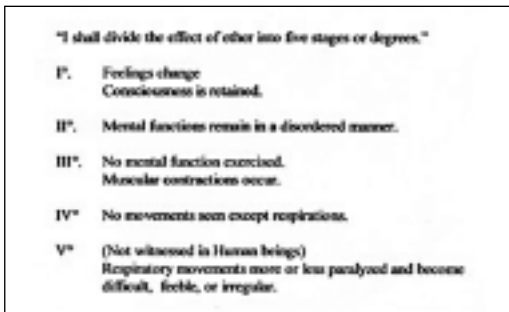 "I shall divide the effect of ether into five stages or degrees."
I°. Feelings change
Consciousness is retained.
II°. Mental functions remain in a disordered manner.
III°. No mental function exercised.
Muscular contractions occur.
IV° No movements seen except respirations.
V° (Not witnessed in Human beings)
Respiratory movements more or less paralyzed and become
difficult, feeble, or irregular.